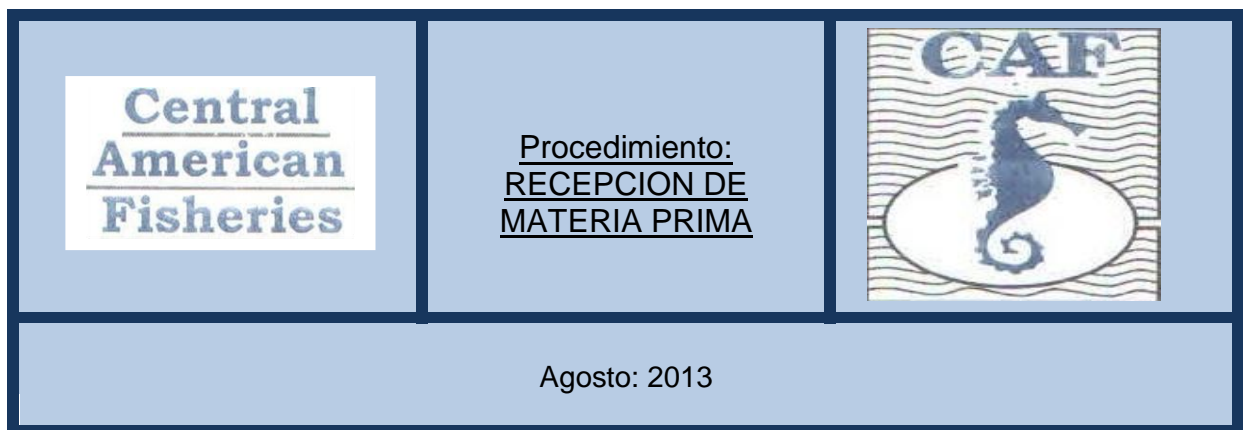 Central
American
Fisheries
Procedimiento:
RECEPCION DE
MATERIA PRIMA
CAF
Agosto: 2013